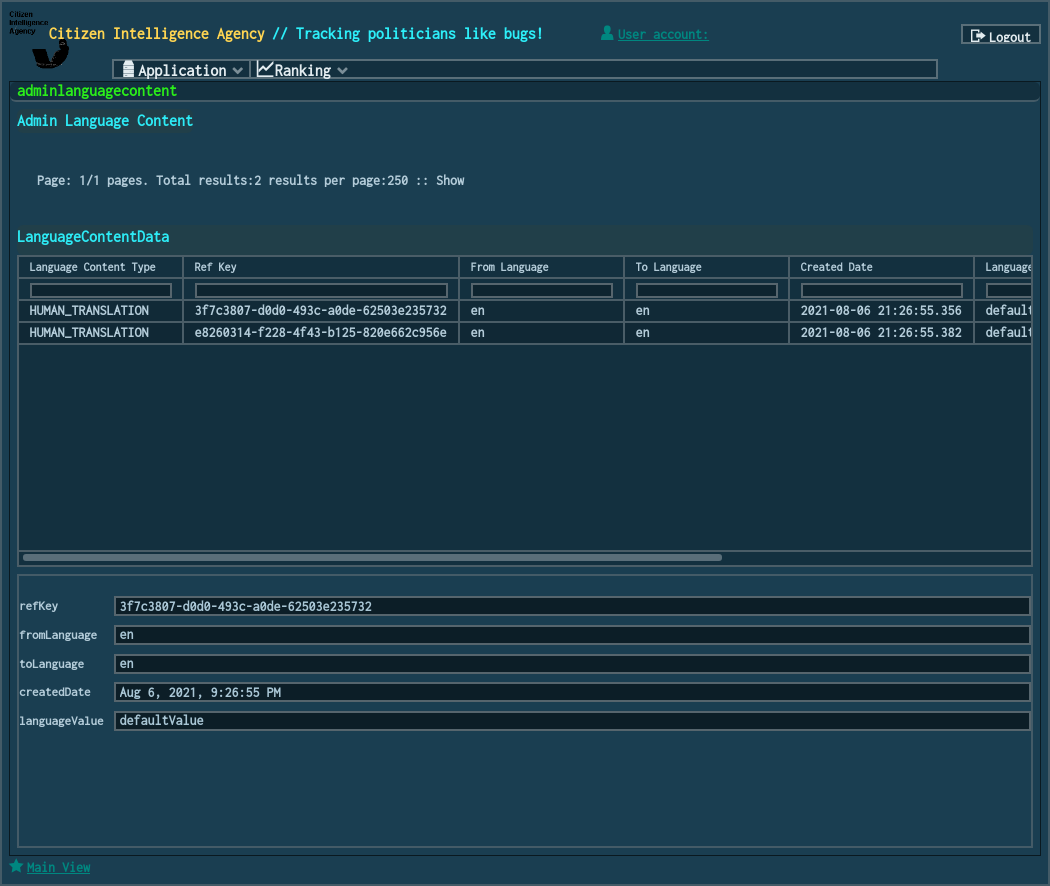 Citizen
Intelligence
Agency
Citizen Intelligence Agency // Tracking politicians like bugs!
User account:
Logout
Application
Ranking
adminlanguagecontent
Admin Language Content
Page: 1/1 pages. Total results:2 results per page:250 :: Show
LanguageContentData
Language Content Type Ref Key From Language To Language Created Date Language
HUMAN_TRANSLATION 3f7c3807-d0d0-493c-a0de-62503e235732 en en 2021-08-06 21:26:55.356 default
HUMAN_TRANSLATION e8260314-f228-4f43-b125-820e662c956e en en 2021-08-06 21:26:55.382 default
refKey 3f7c3807-d0d0-493c-a0de-62503e235732
fromLanguage en
toLanguage en
createdDate Aug 6, 2021, 9:26:55 PM
languageValue defaultValue
Main View